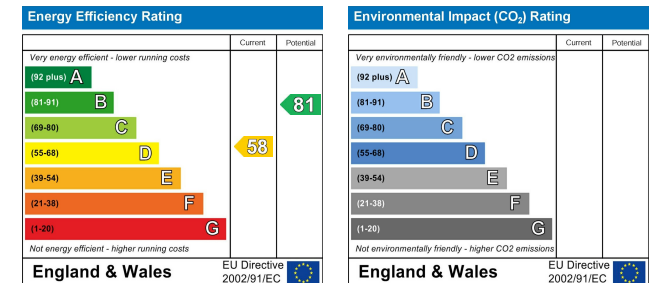 Energy Efficiency Rating
Current Potential
Very energy efficient - lower running costs
(92 plus) A
(81-91) B
81
(69-80) C
(55-68) D
58
(39-54) E
(21-38) F
(1-20) G
Not energy efficient - higher running costs
England & Wales
EU Directive
2002/91/EC
Environmental Impact (CO₂) Rating
Current Potential
Very environmentally friendly - lower CO2 emissions
(92 plus) A
(81-91) B
(69-80) C
(55-68) D
(39-54) E
(21-38) F
(1-20) G
Not environmentally friendly - higher CO2 emissions
England & Wales
EU Directive
2002/91/EC